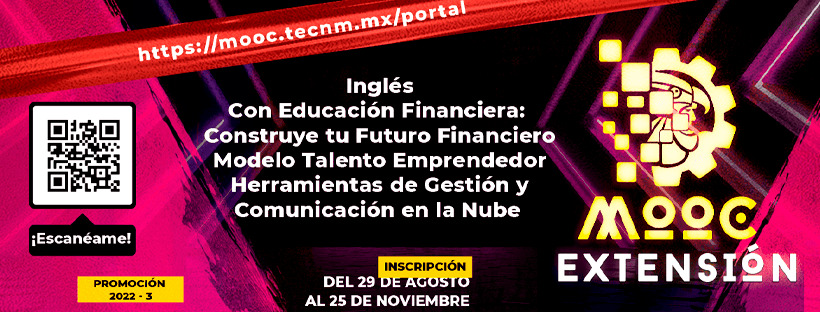 https://mooc.tecnm.mx/portal
Inglés
Con Educación Financiera:
Construye tu Futuro Financiero
Modelo Talento Emprendedor
Herramientas de Gestión y
Comunicación en la Nube
¡Escanéame!
PROMOCIÓN
2022 - 3
INSCRIPCIÓN
DEL 29 DE AGOSTO
AL 25 DE NOVIEMBRE
MOOC
EXTENSIÓN